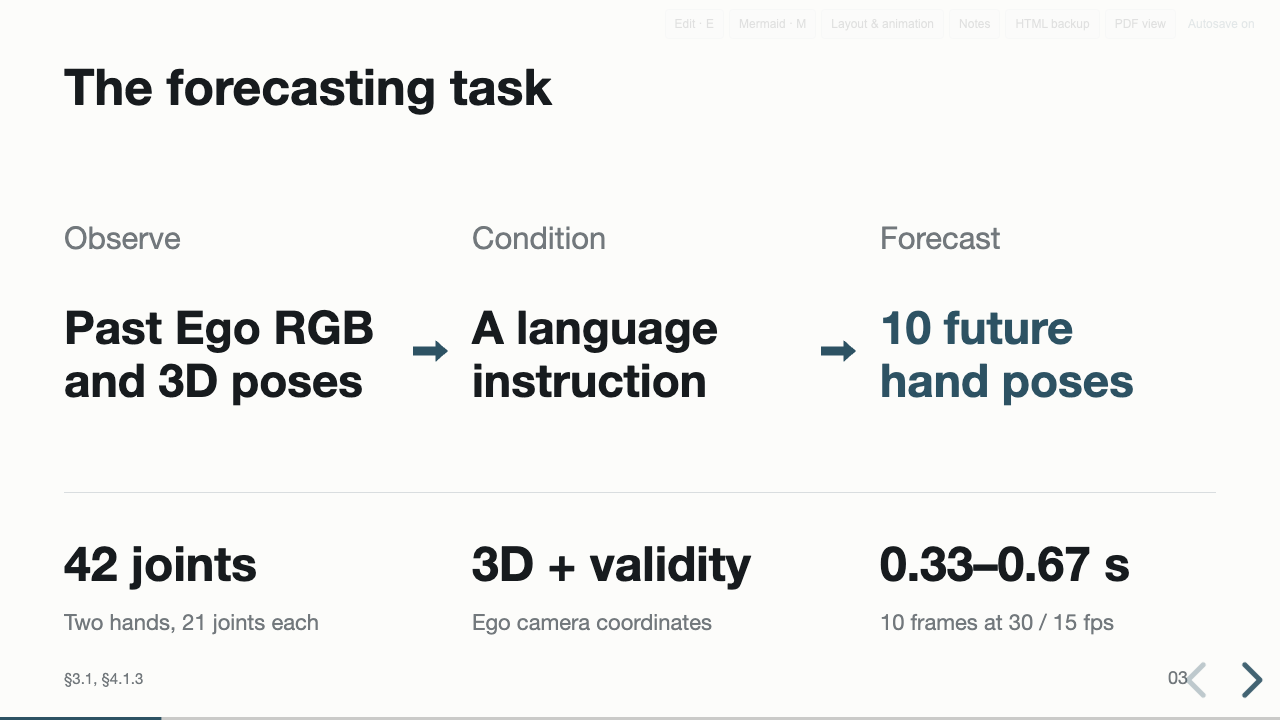 Edit · E Mermaid · M Layout & animation Notes HTML backup PDF view Autosave on
The forecasting task
Observe
Past Ego RGB
and 3D poses
Condition
A language
instruction
Forecast
10 future
hand poses
42 joints
Two hands, 21 joints each
3D + validity
Ego camera coordinates
0.33–0.67 s
10 frames at 30 / 15 fps
§3.1, §4.1.3
03